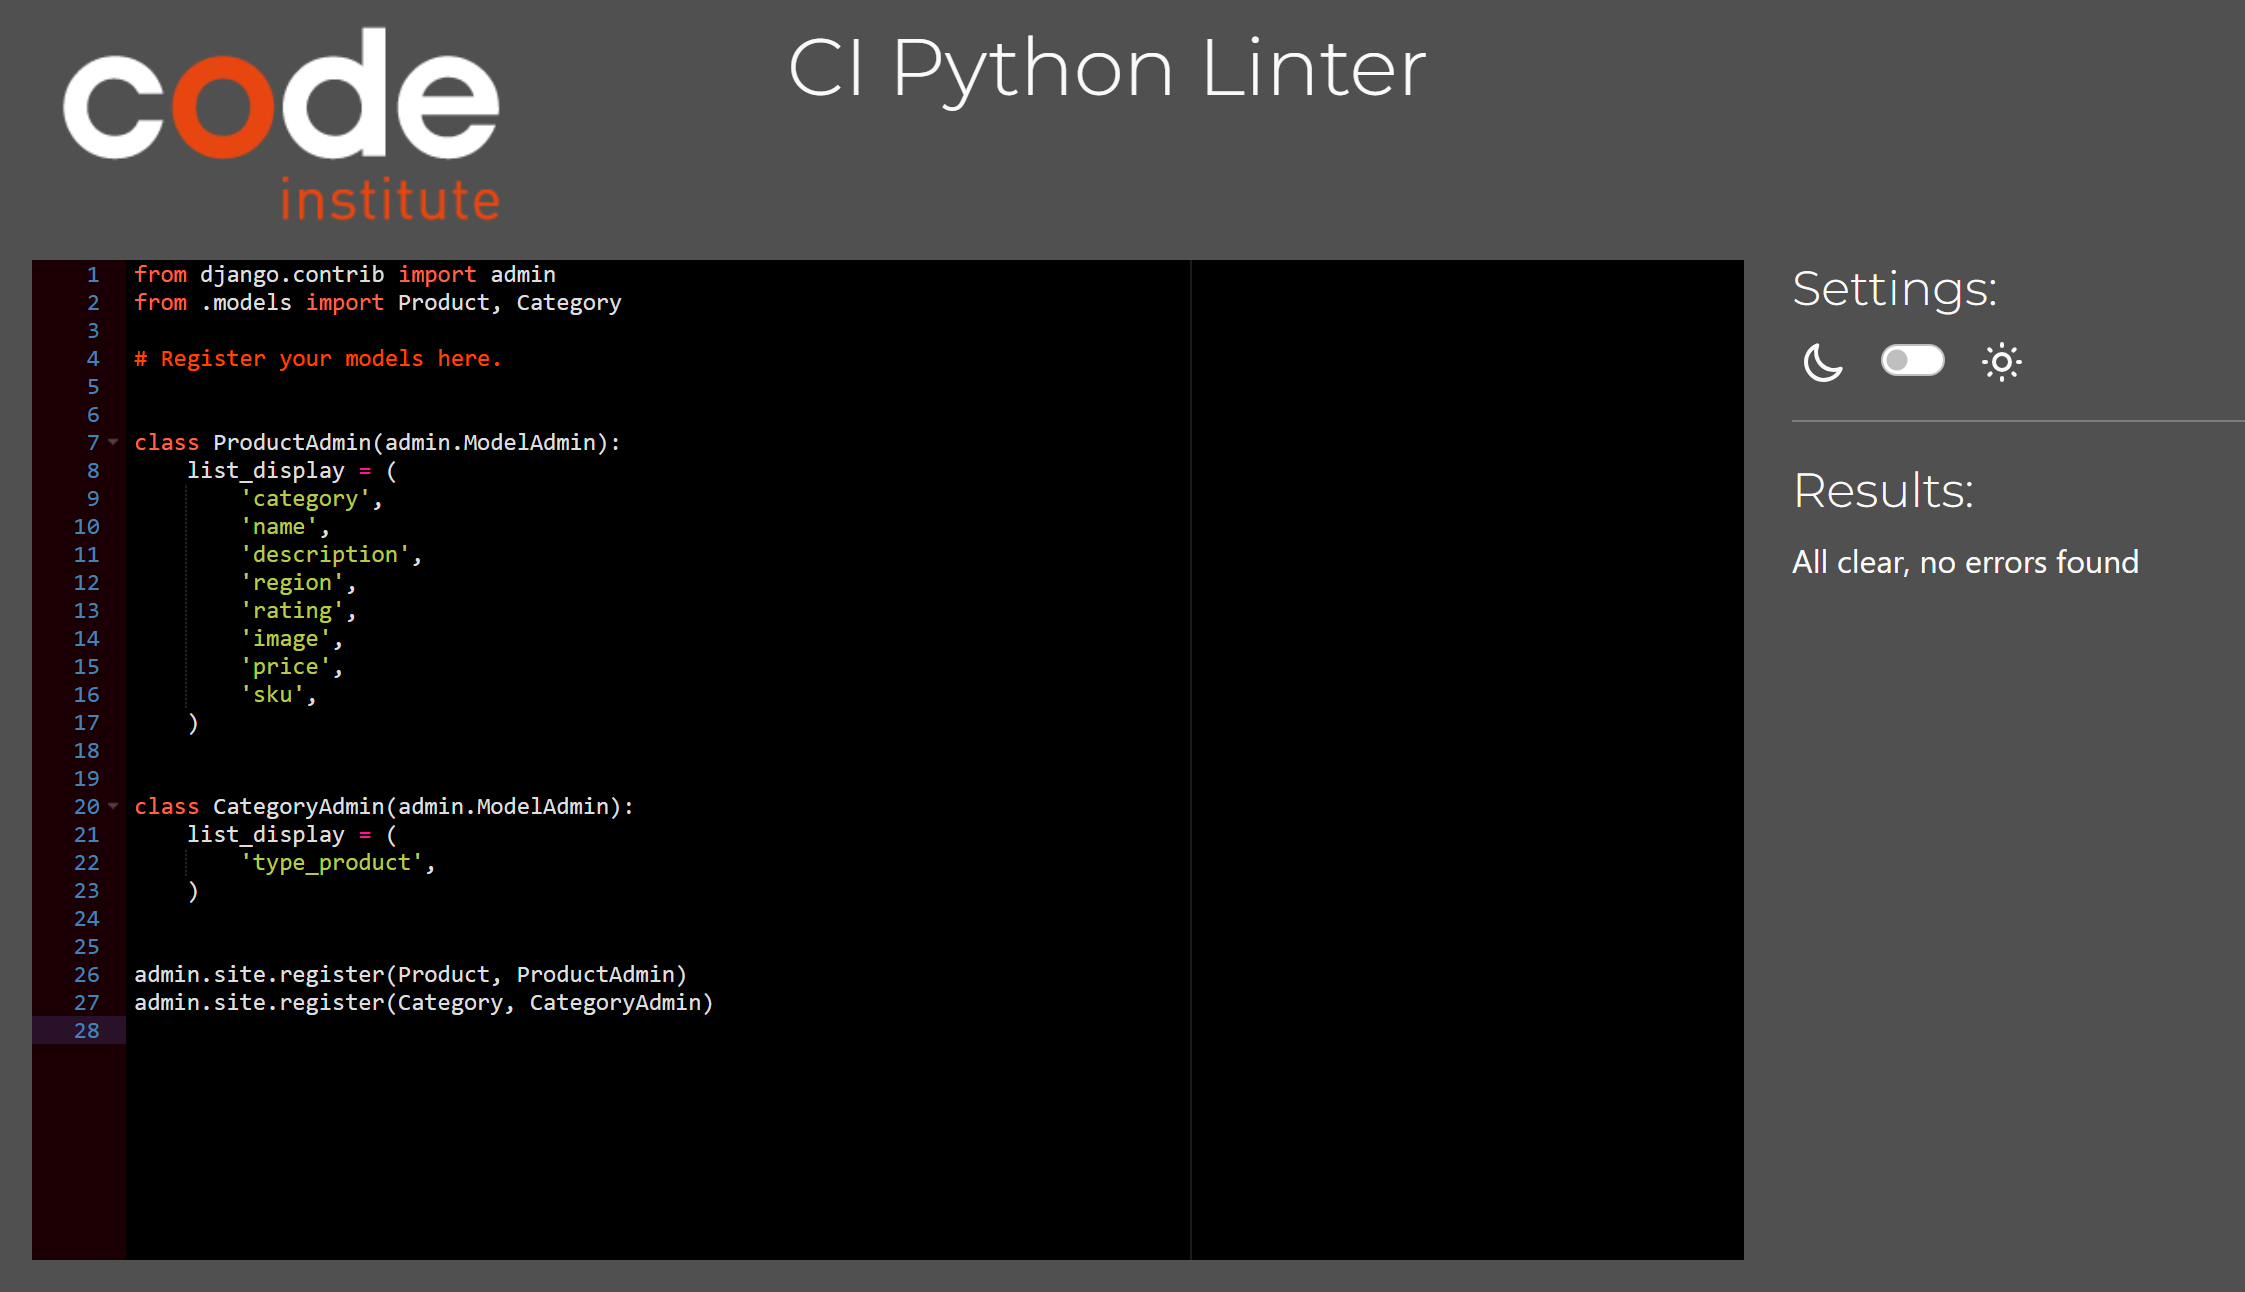 code
institute
CI Python Linter
1 from django.contrib import admin
2 from .models import Product, Category
3
4 # Register your models here.
5
6
7 class ProductAdmin(admin.ModelAdmin):
8     list_display = (
9         'category',
10         'name',
11         'description',
12         'region',
13         'rating',
14         'image',
15         'price',
16         'sku',
17     )
18
19
20 class CategoryAdmin(admin.ModelAdmin):
21     list_display = (
22         'type_product',
23     )
24
25
26 admin.site.register(Product, ProductAdmin)
27 admin.site.register(Category, CategoryAdmin)
28
Settings:
Results:
All clear, no errors found